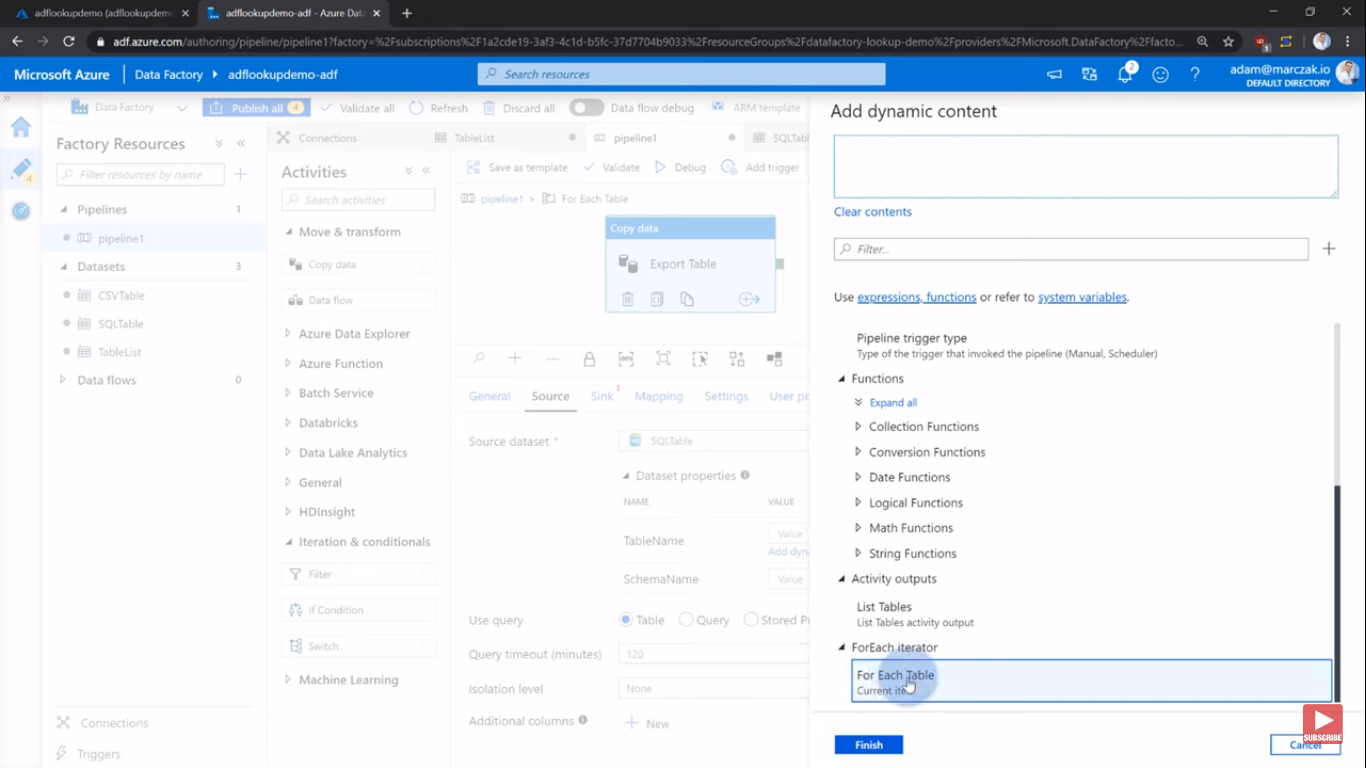 adflookupdemo (adflookupdemo
adflookupdemo-adf - Azure Data
adf.azure.com/authoring/pipeline/pipeline1?factory=%2Fsubscriptions%2F1a2cde19-3af3-4c1d-b5fc-37d7704b9033%2FresourceGroups%2Fdatafactory-lookup-demo%2Fproviders%2FMicrosoft.DataFactory%2Ffacto...
Microsoft Azure
Data Factory
adflookupdemo-adf
Search resources
2
adam@marczak.io
DEFAULT DIRECTORY
Data Factory
Publish all 4
Validate all
Refresh
Discard all
Data flow debug
ARM template
Factory Resources
Filter resources by name
Pipelines 1
pipeline1
Datasets 3
CSVTable
SQLTable
TableList
Data flows 0
Connections
Triggers
Connections
TableList
pipeline1
SQLTabl
Activities
Search activities
Move & transform
Copy data
Data flow
Azure Data Explorer
Azure Function
Batch Service
Databricks
Data Lake Analytics
General
HDInsight
Iteration & conditionals
Filter
If Condition
Switch
Machine Learning
Save as template
Validate
Debug
Add trigger
pipeline1 > For Each Table
Copy data
Export Table
General
Source
Sink 1
Mapping
Settings
User pr
Source dataset *
SQLTable
Dataset properties
NAME VALUE
TableName Value
Add dyna
SchemaName Value
Use query
Table
Query
Stored Pr
Query timeout (minutes) 120
Isolation level None
Additional columns
New
Add dynamic content
Clear contents
Filter...
Use expressions, functions or refer to system variables.
Pipeline trigger type
Type of the trigger that invoked the pipeline (Manual, Scheduler)
Functions
Expand all
Collection Functions
Conversion Functions
Date Functions
Logical Functions
Math Functions
String Functions
Activity outputs
List Tables
List Tables activity output
ForEach iterator
For Each Table
Current ite
Finish
Cancel
SUBSCRIBE